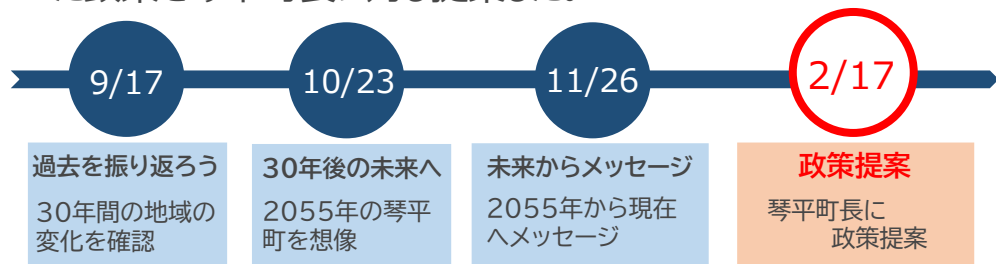 9/17
10/23
11/26
2/17
過去を振り返ろう
30年間の地域の
変化を確認
30年後の未来へ
2055年の琴平
町を想像
未来からメッセージ
2055年から現在
へメッセージ
政策提案
琴平町長に
政策提案